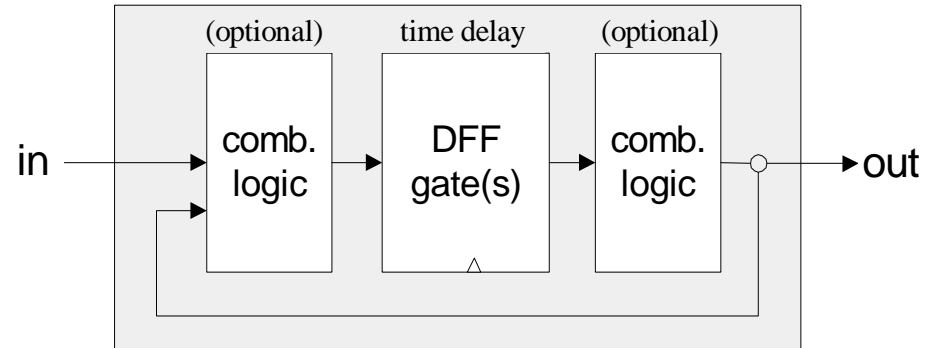 (optional)
time delay
(optional)
in
comb.
logic
DFF
gate(s)
comb.
logic
out